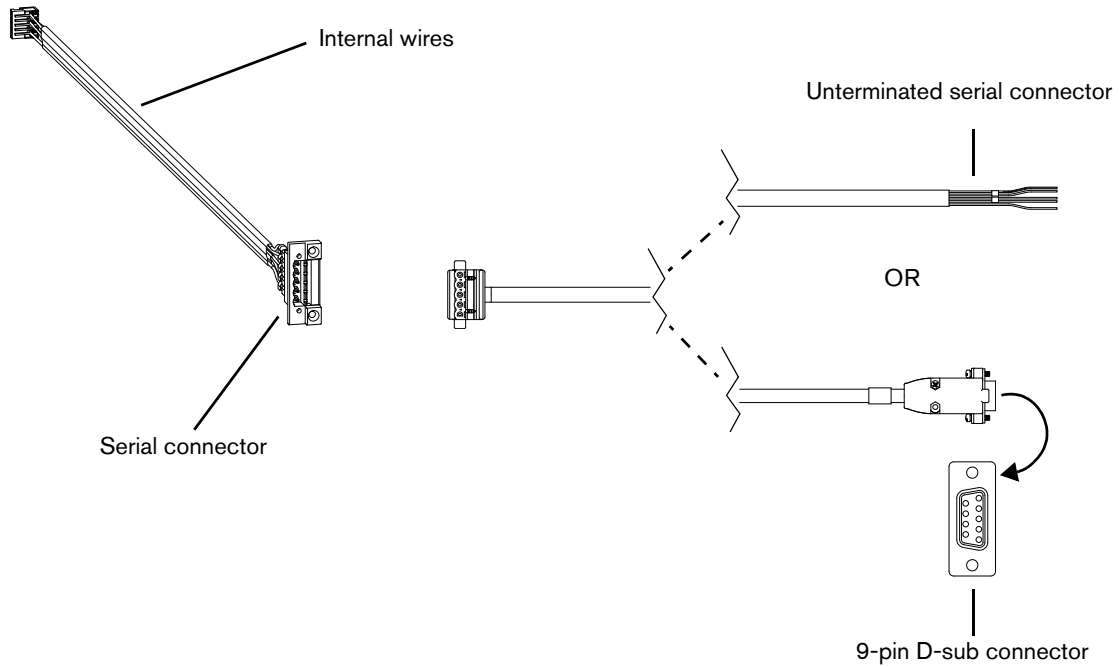 Internal wires
Unterminated serial connector
OR
Serial connector
9-pin D-sub connector